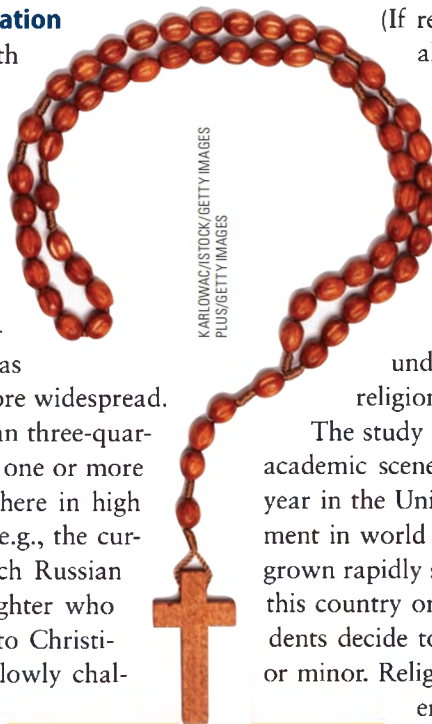 ation
th
as
ore widespread.
an three-quar-
one or more
here in high
e.g., the cur-
ch Russian
ghter who
to Christi-
lowly chal-
KARLOWAC/ISTOCK/GETTY IMAGES
PLUS/GETTY IMAGES
(If re
al
und
religion
The study
academic scene
year in the Uni
ment in world
grown rapidly s
this country or
dents decide to
or minor. Relig
en